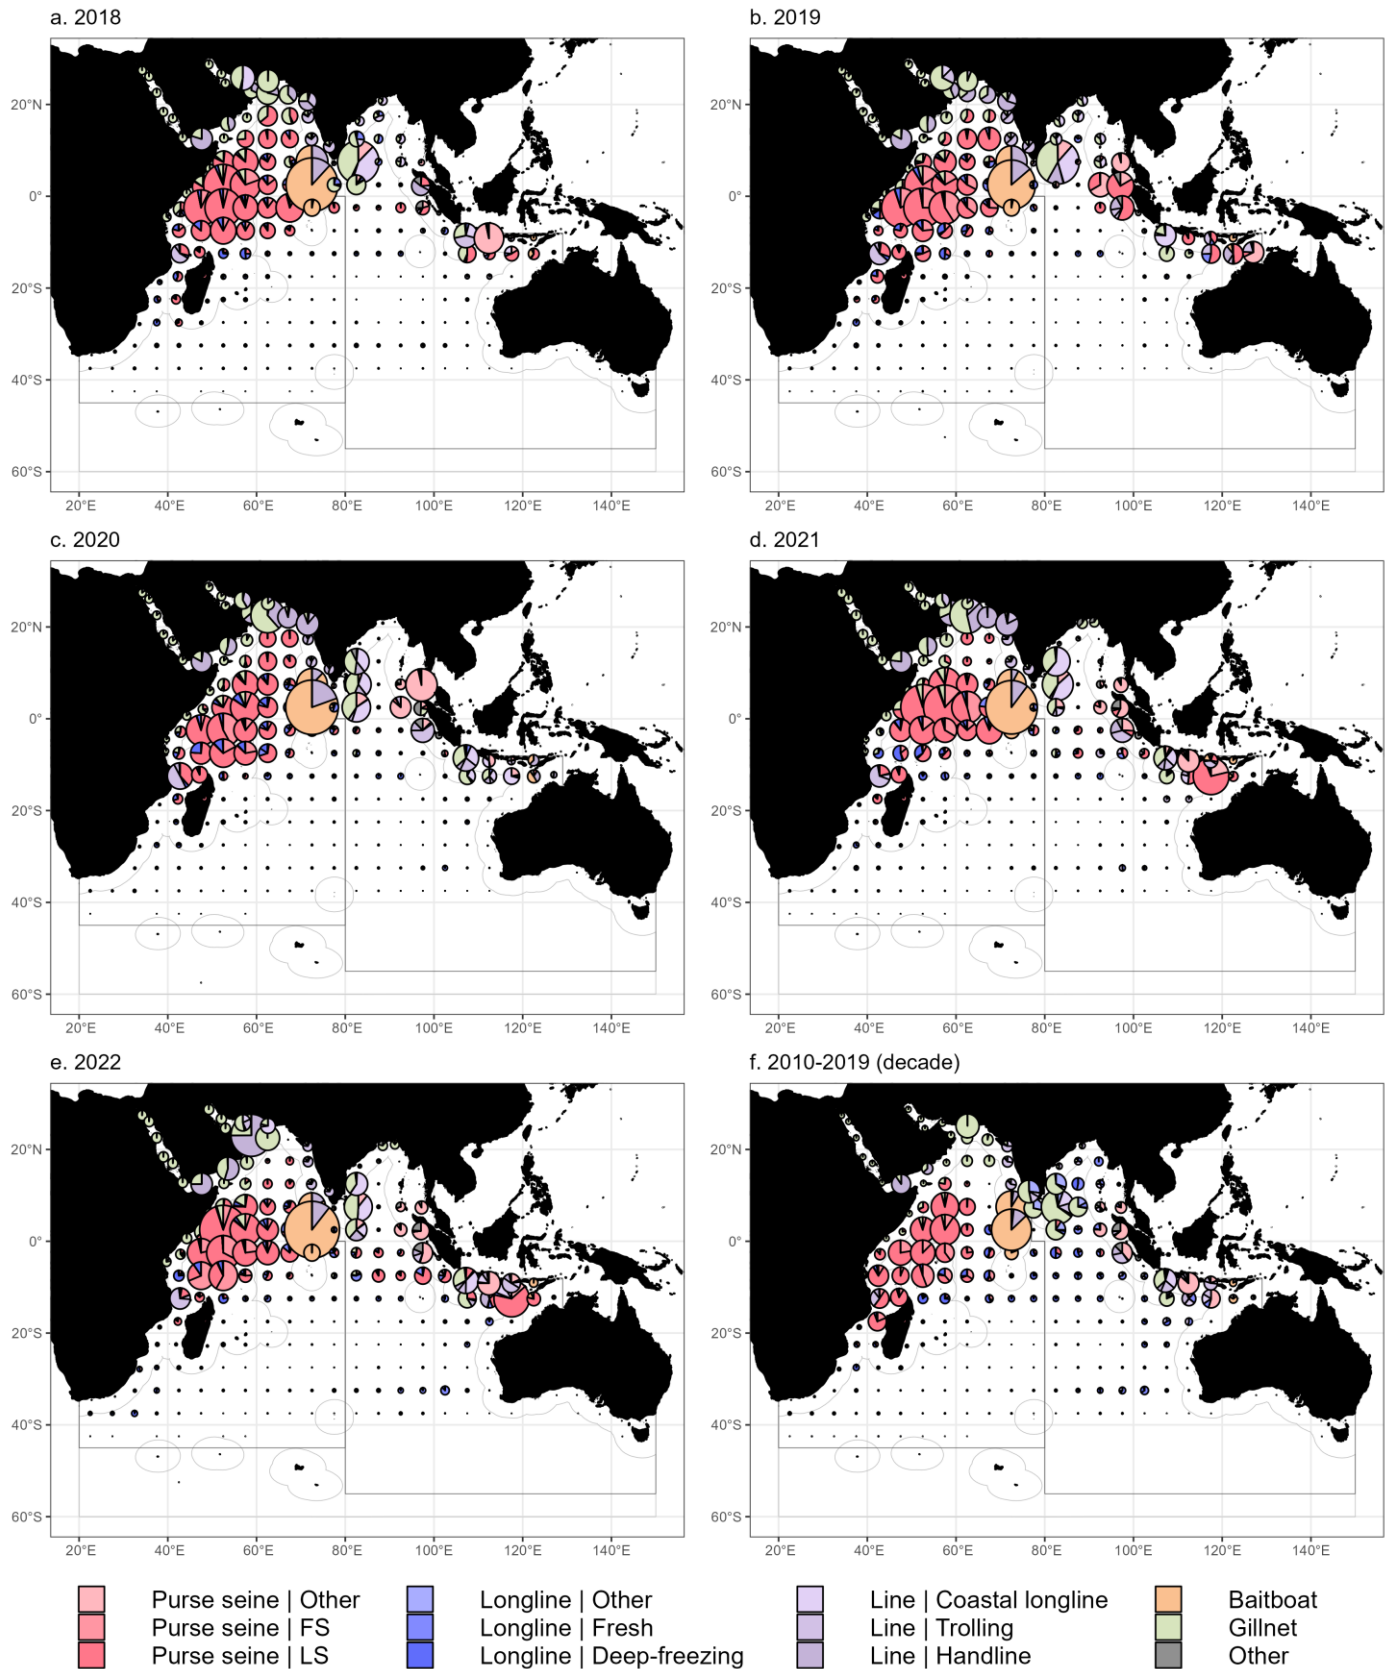 a. 2018
b. 2019
20°N
0°
20°S
40°S
60°S
20°N
0°
20°S
40°S
60°S
20°E 40°E 60°E 80°E 100°E 120°E 140°E
20°E 40°E 60°E 80°E 100°E 120°E 140°E
c. 2020
d. 2021
20°N
0°
20°S
40°S
60°S
20°N
0°
20°S
40°S
60°S
20°E 40°E 60°E 80°E 100°E 120°E 140°E
20°E 40°E 60°E 80°E 100°E 120°E 140°E
e. 2022
f. 2010-2019 (decade)
20°N
0°
20°S
40°S
60°S
20°N
0°
20°S
40°S
60°S
20°E 40°E 60°E 80°E 100°E 120°E 140°E
20°E 40°E 60°E 80°E 100°E 120°E 140°E
Purse seine | Other
Purse seine | FS
Purse seine | LS
Longline | Other
Longline | Fresh
Longline | Deep-freezing
Line | Coastal longline
Line | Trolling
Line | Handline
Baitboat
Gillnet
Other